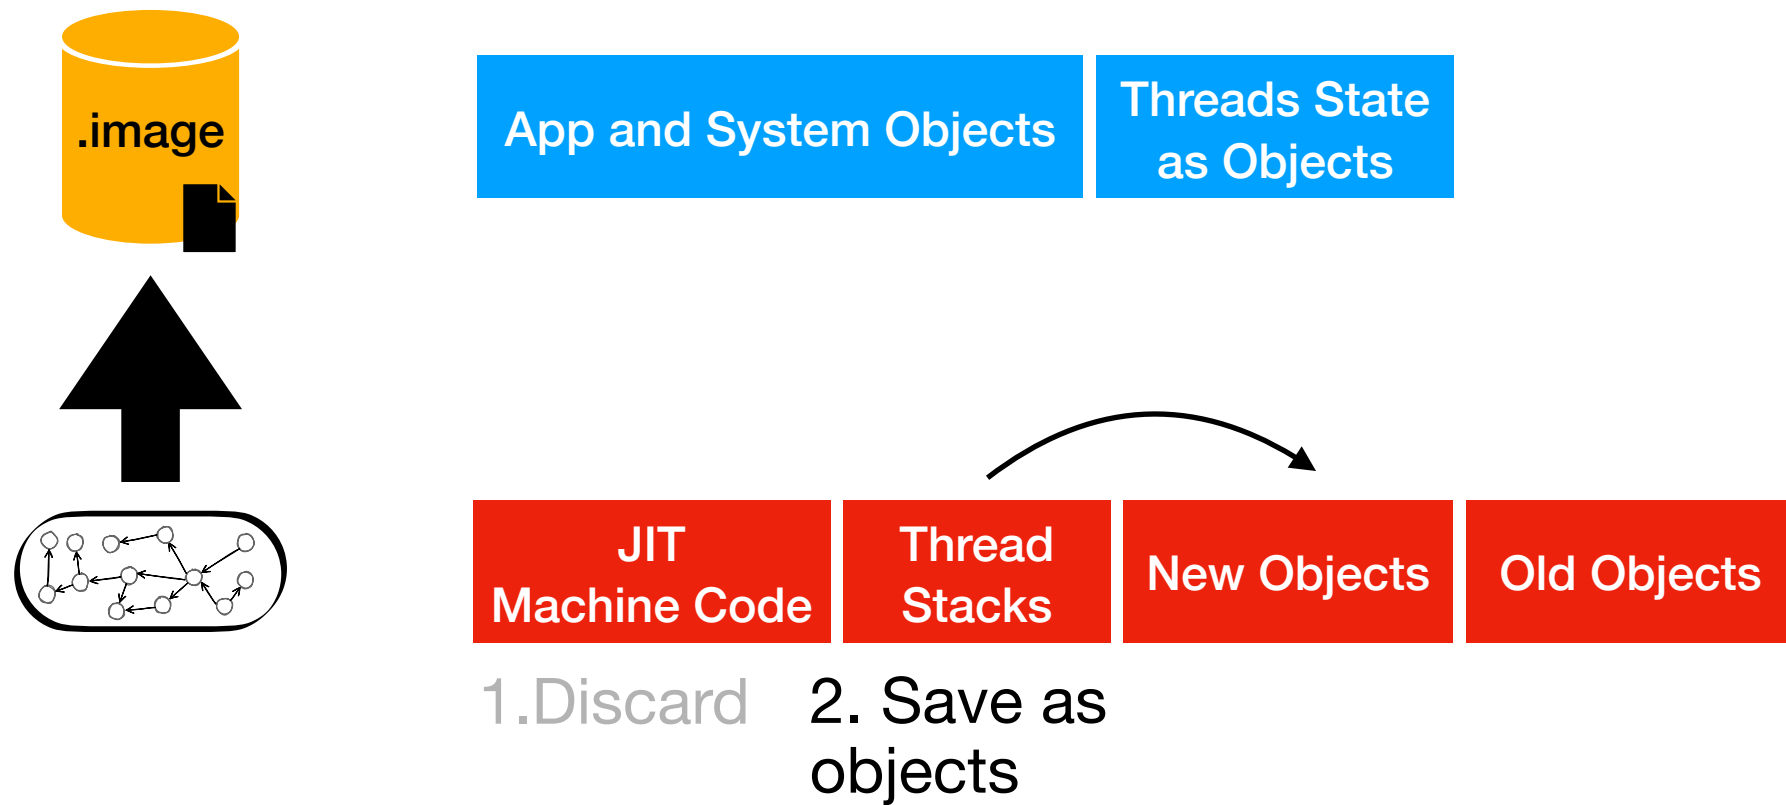 .image
App and System Objects
Threads State
as Objects
JIT
Machine Code
Thread
Stacks
New Objects
Old Objects
1.Discard
2. Save as
objects